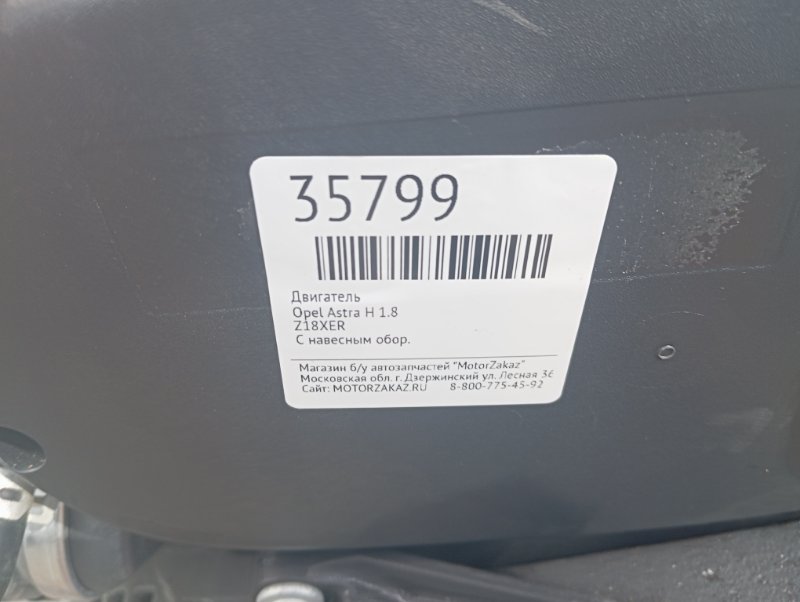 35799
Двигатель
Opel Astra H 1.8
Z18XER
С навесным обор.
Магазин б/у автозапчастей "MotorZakaz"
Московская обл. г. Дзержинский ул. Лесная 36
Сайт: MOTORZAKAZ.RU 8-800-775-45-92